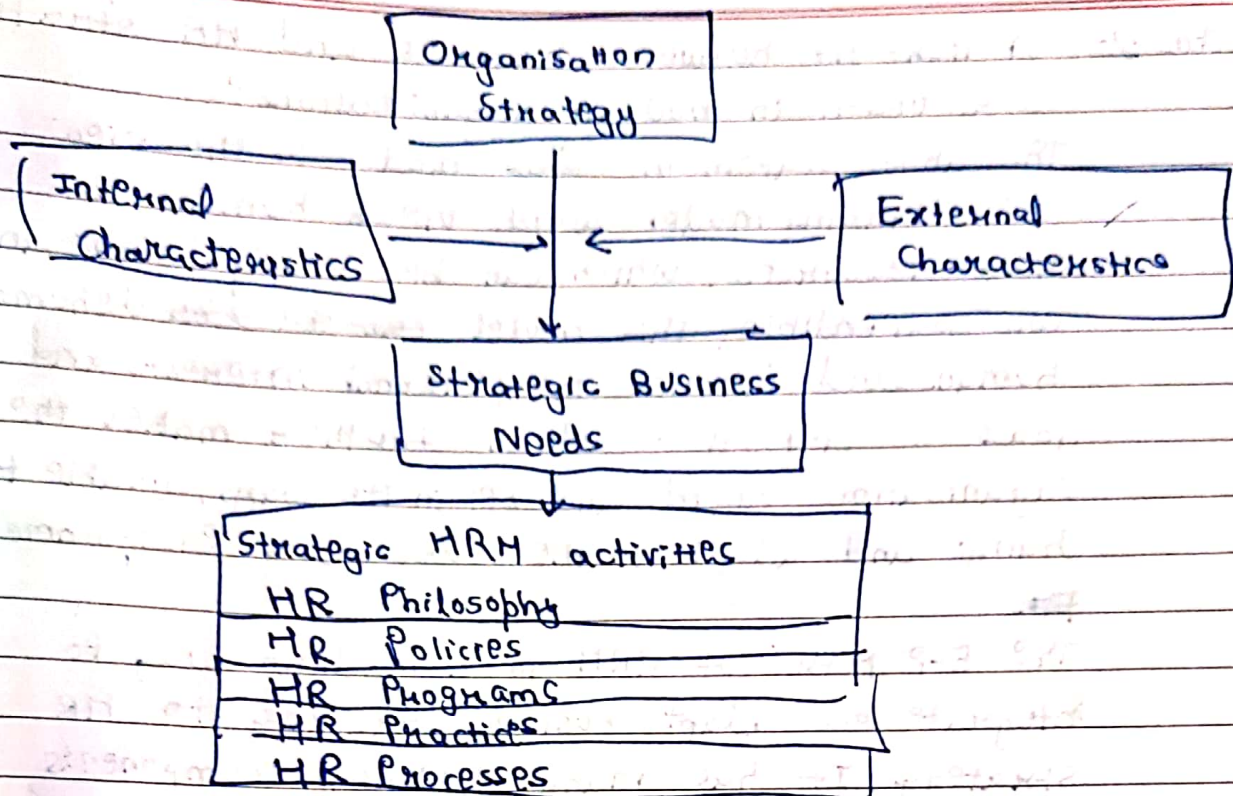 Organisation
Strategy
Internal
Characteristics
External
Characteristics
Strategic Business
Needs
Strategic HRM activities
HR Philosophy
HR Policies
HR Programs
HR Practices
HR Processes